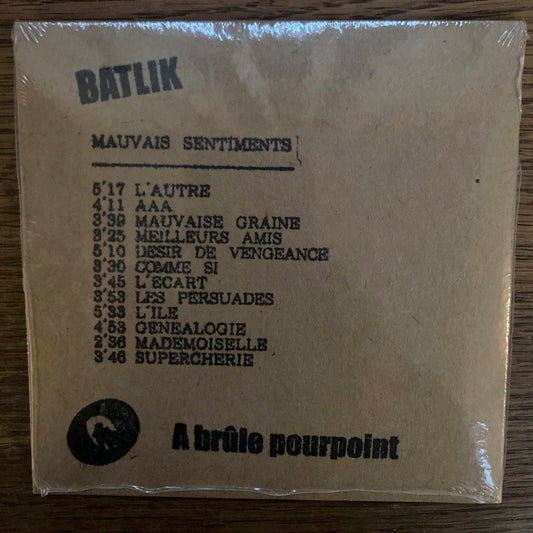 BATLIK
MAUVAIS SENTIMENTS
5'17 L'AUTRE
4'11 AAA
3'39 MAUVAISE GRAINE
3'25 MEILLEURS AMIS
5'10 DESIR DE VENGEANCE
3'30 COMME SI
3'45 L'ECART
3'53 LES PERSUADES
5'33 L'ILE
4'53 GENEALOGIE
2'36 MADEMOISELLE
3'46 SUPERCHERIE
A brûle pourpoint